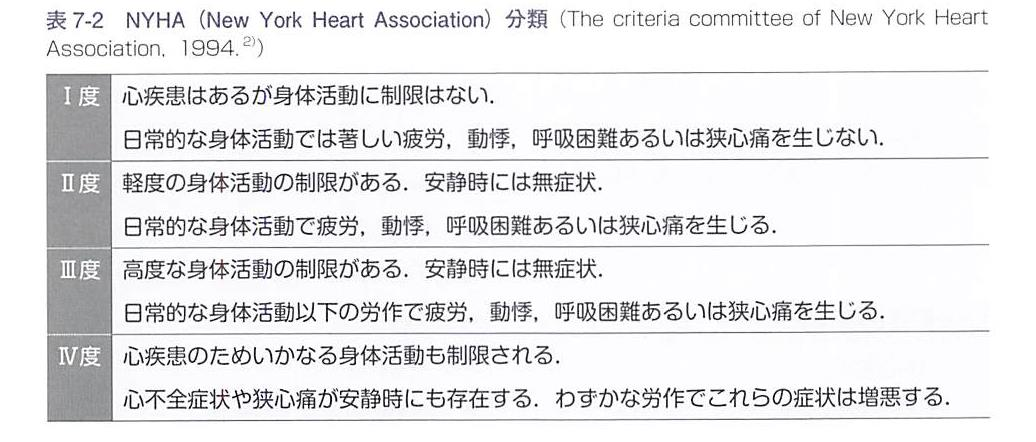 表7-2 NYHA（New York Heart Association）分類（The criteria committee of New York Heart
Association, 1994.2)）
Ⅰ度 心疾患はあるが身体活動に制限はない．
日常的な身体活動では著しい疲労，動悸，呼吸困難あるいは狭心痛を生じない．
Ⅱ度 軽度の身体活動の制限がある．安静時には無症状．
日常的な身体活動で疲労，動悸，呼吸困難あるいは狭心痛を生じる．
Ⅲ度 高度な身体活動の制限がある．安静時には無症状．
日常的な身体活動以下の労作で疲労，動悸，呼吸困難あるいは狭心痛を生じる．
Ⅳ度 心疾患のためいかなる身体活動も制限される．
心不全症状や狭心痛が安静時にも存在する．わずかな労作でこれらの症状は増悪する．